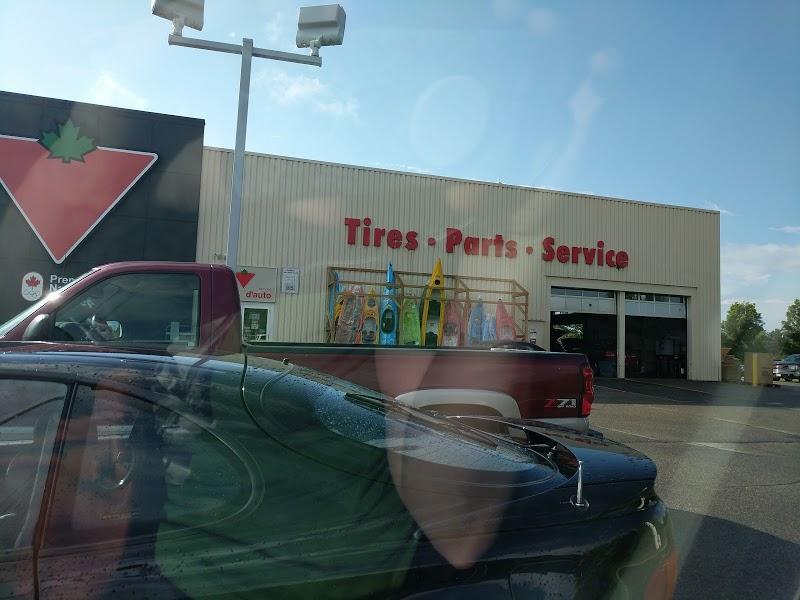 Tires · Parts · Service
d'auto
Z71